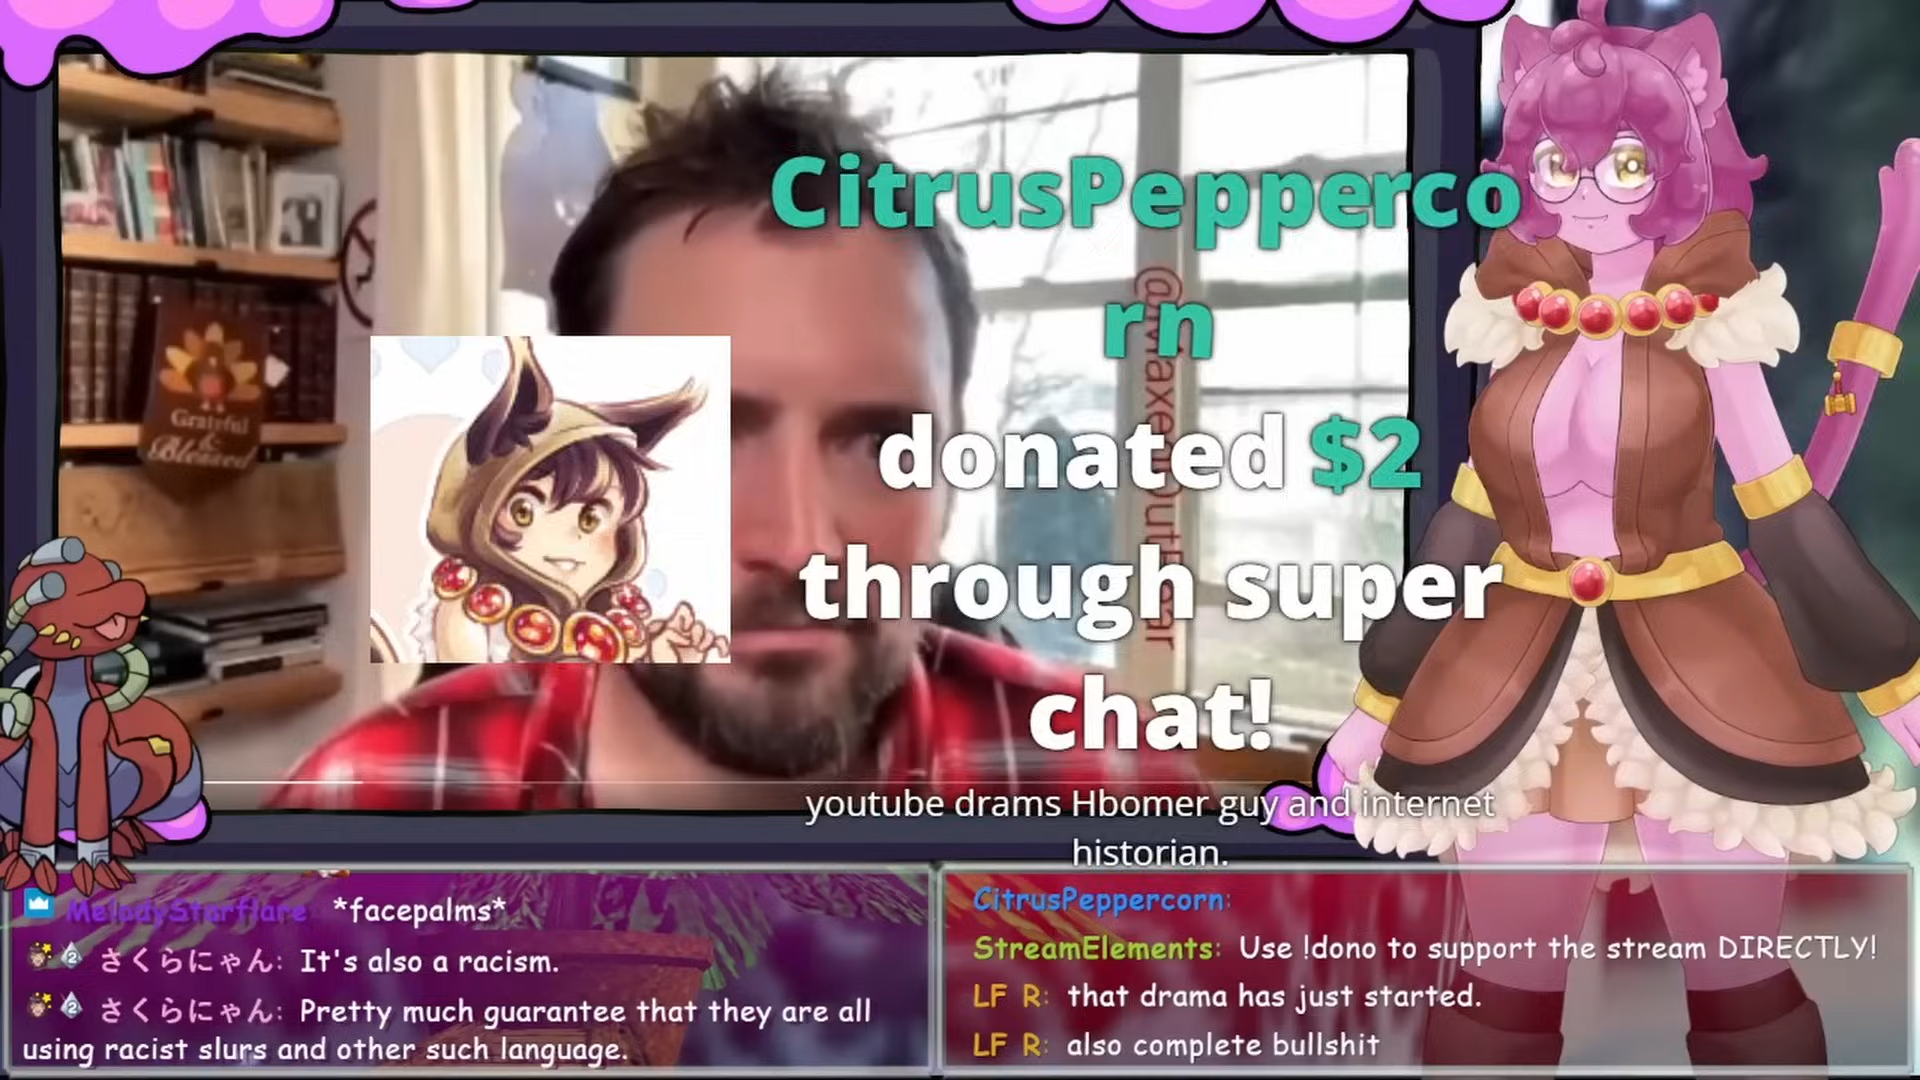 CitrusPepperco
rn
donated $2
through super
chat!
youtube drams Hbomer guy and internet
historian.
Grateful
&
Blessed
MelodyStarflare *facepalms*
さくらにゃん: It's also a racism.
さくらにゃん: Pretty much guarantee that they are all
using racist slurs and other such language.
CitrusPeppercorn:
StreamElements: Use !dono to support the stream DIRECTLY!
LF R: that drama has just started.
LF R: also complete bullshit